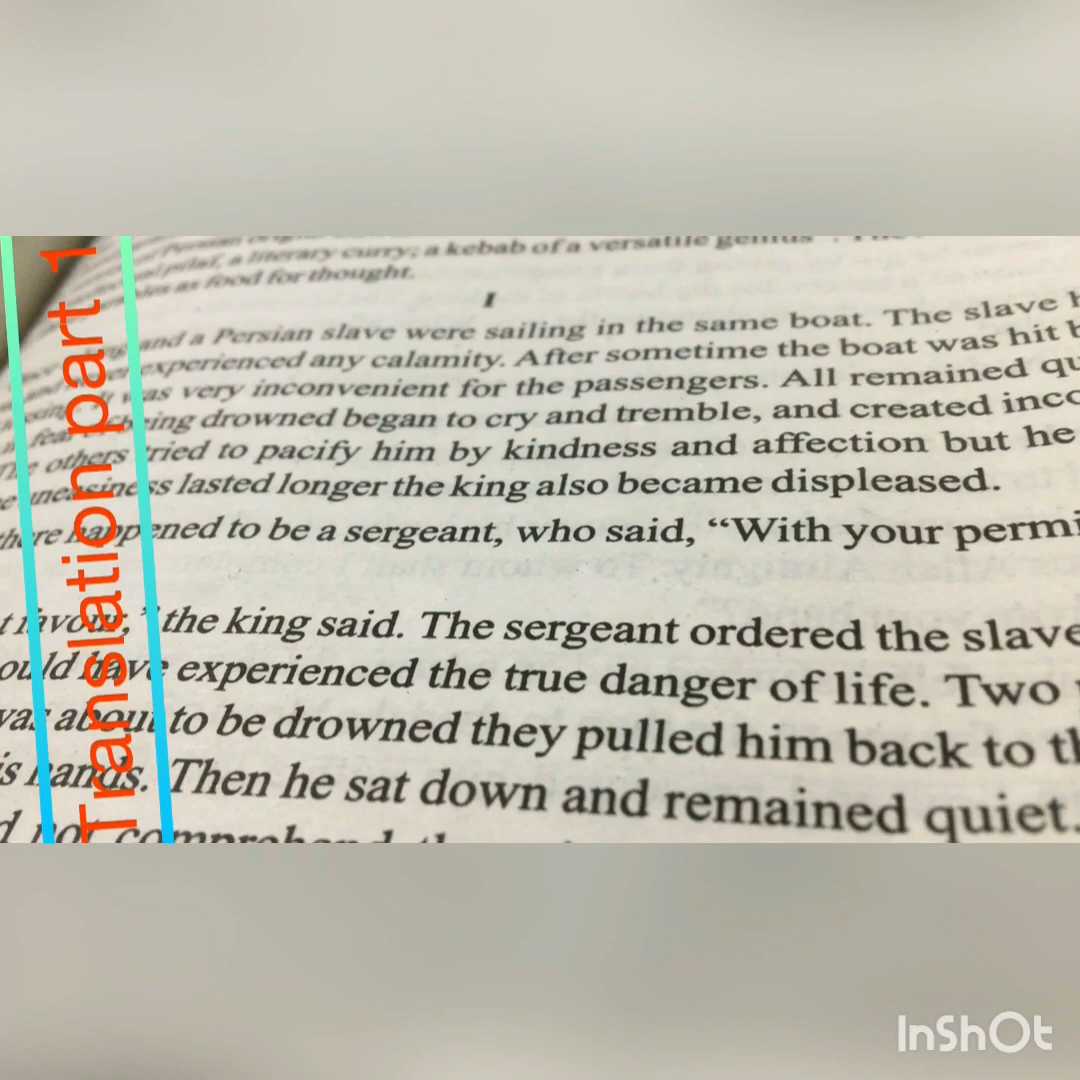 a literary curry; a kebab of a versatile genius
as food for thought.
I
and a Persian slave were sailing in the same boat. The slave
experienced any calamity. After sometime the boat was hit
was very inconvenient for the passengers. All remained
being drowned began to cry and tremble, and created
others tried to pacify him by kindness and affection but he
uneasiness lasted longer the king also became displeased.
there happened to be a sergeant, who said, “With your
favour,” the king said. The sergeant ordered the slave
have experienced the true danger of life. Two
was about to be drowned they pulled him back to
hands. Then he sat down and remained quiet.
not comprehend
Translation part 1
InShOt